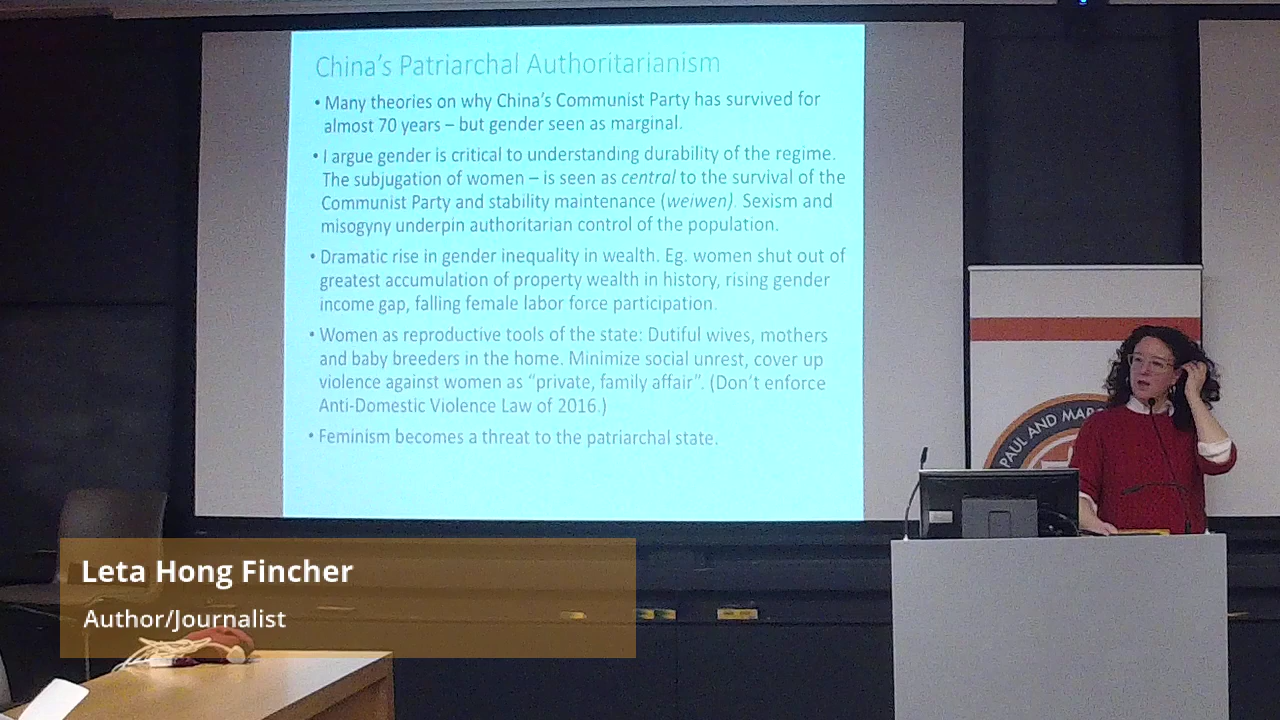 China's Patriarchal Authoritarianism
• Many theories on why China's Communist Party has survived for
almost 70 years – but gender seen as marginal.
• I argue gender is critical to understanding durability of the regime.
The subjugation of women – is seen as central to the survival of the
Communist Party and stability maintenance (weiwen). Sexism and
misogyny underpin authoritarian control of the population.
• Dramatic rise in gender inequality in wealth. Eg. women shut out of
greatest accumulation of property wealth in history, rising gender
income gap, falling female labor force participation.
• Women as reproductive tools of the state: Dutiful wives, mothers
and baby breeders in the home. Minimize social unrest, cover up
violence against women as "private, family affair". (Don't enforce
Anti-Domestic Violence Law of 2016.)
• Feminism becomes a threat to the patriarchal state.
PAUL AND
Leta Hong Fincher
Author/Journalist